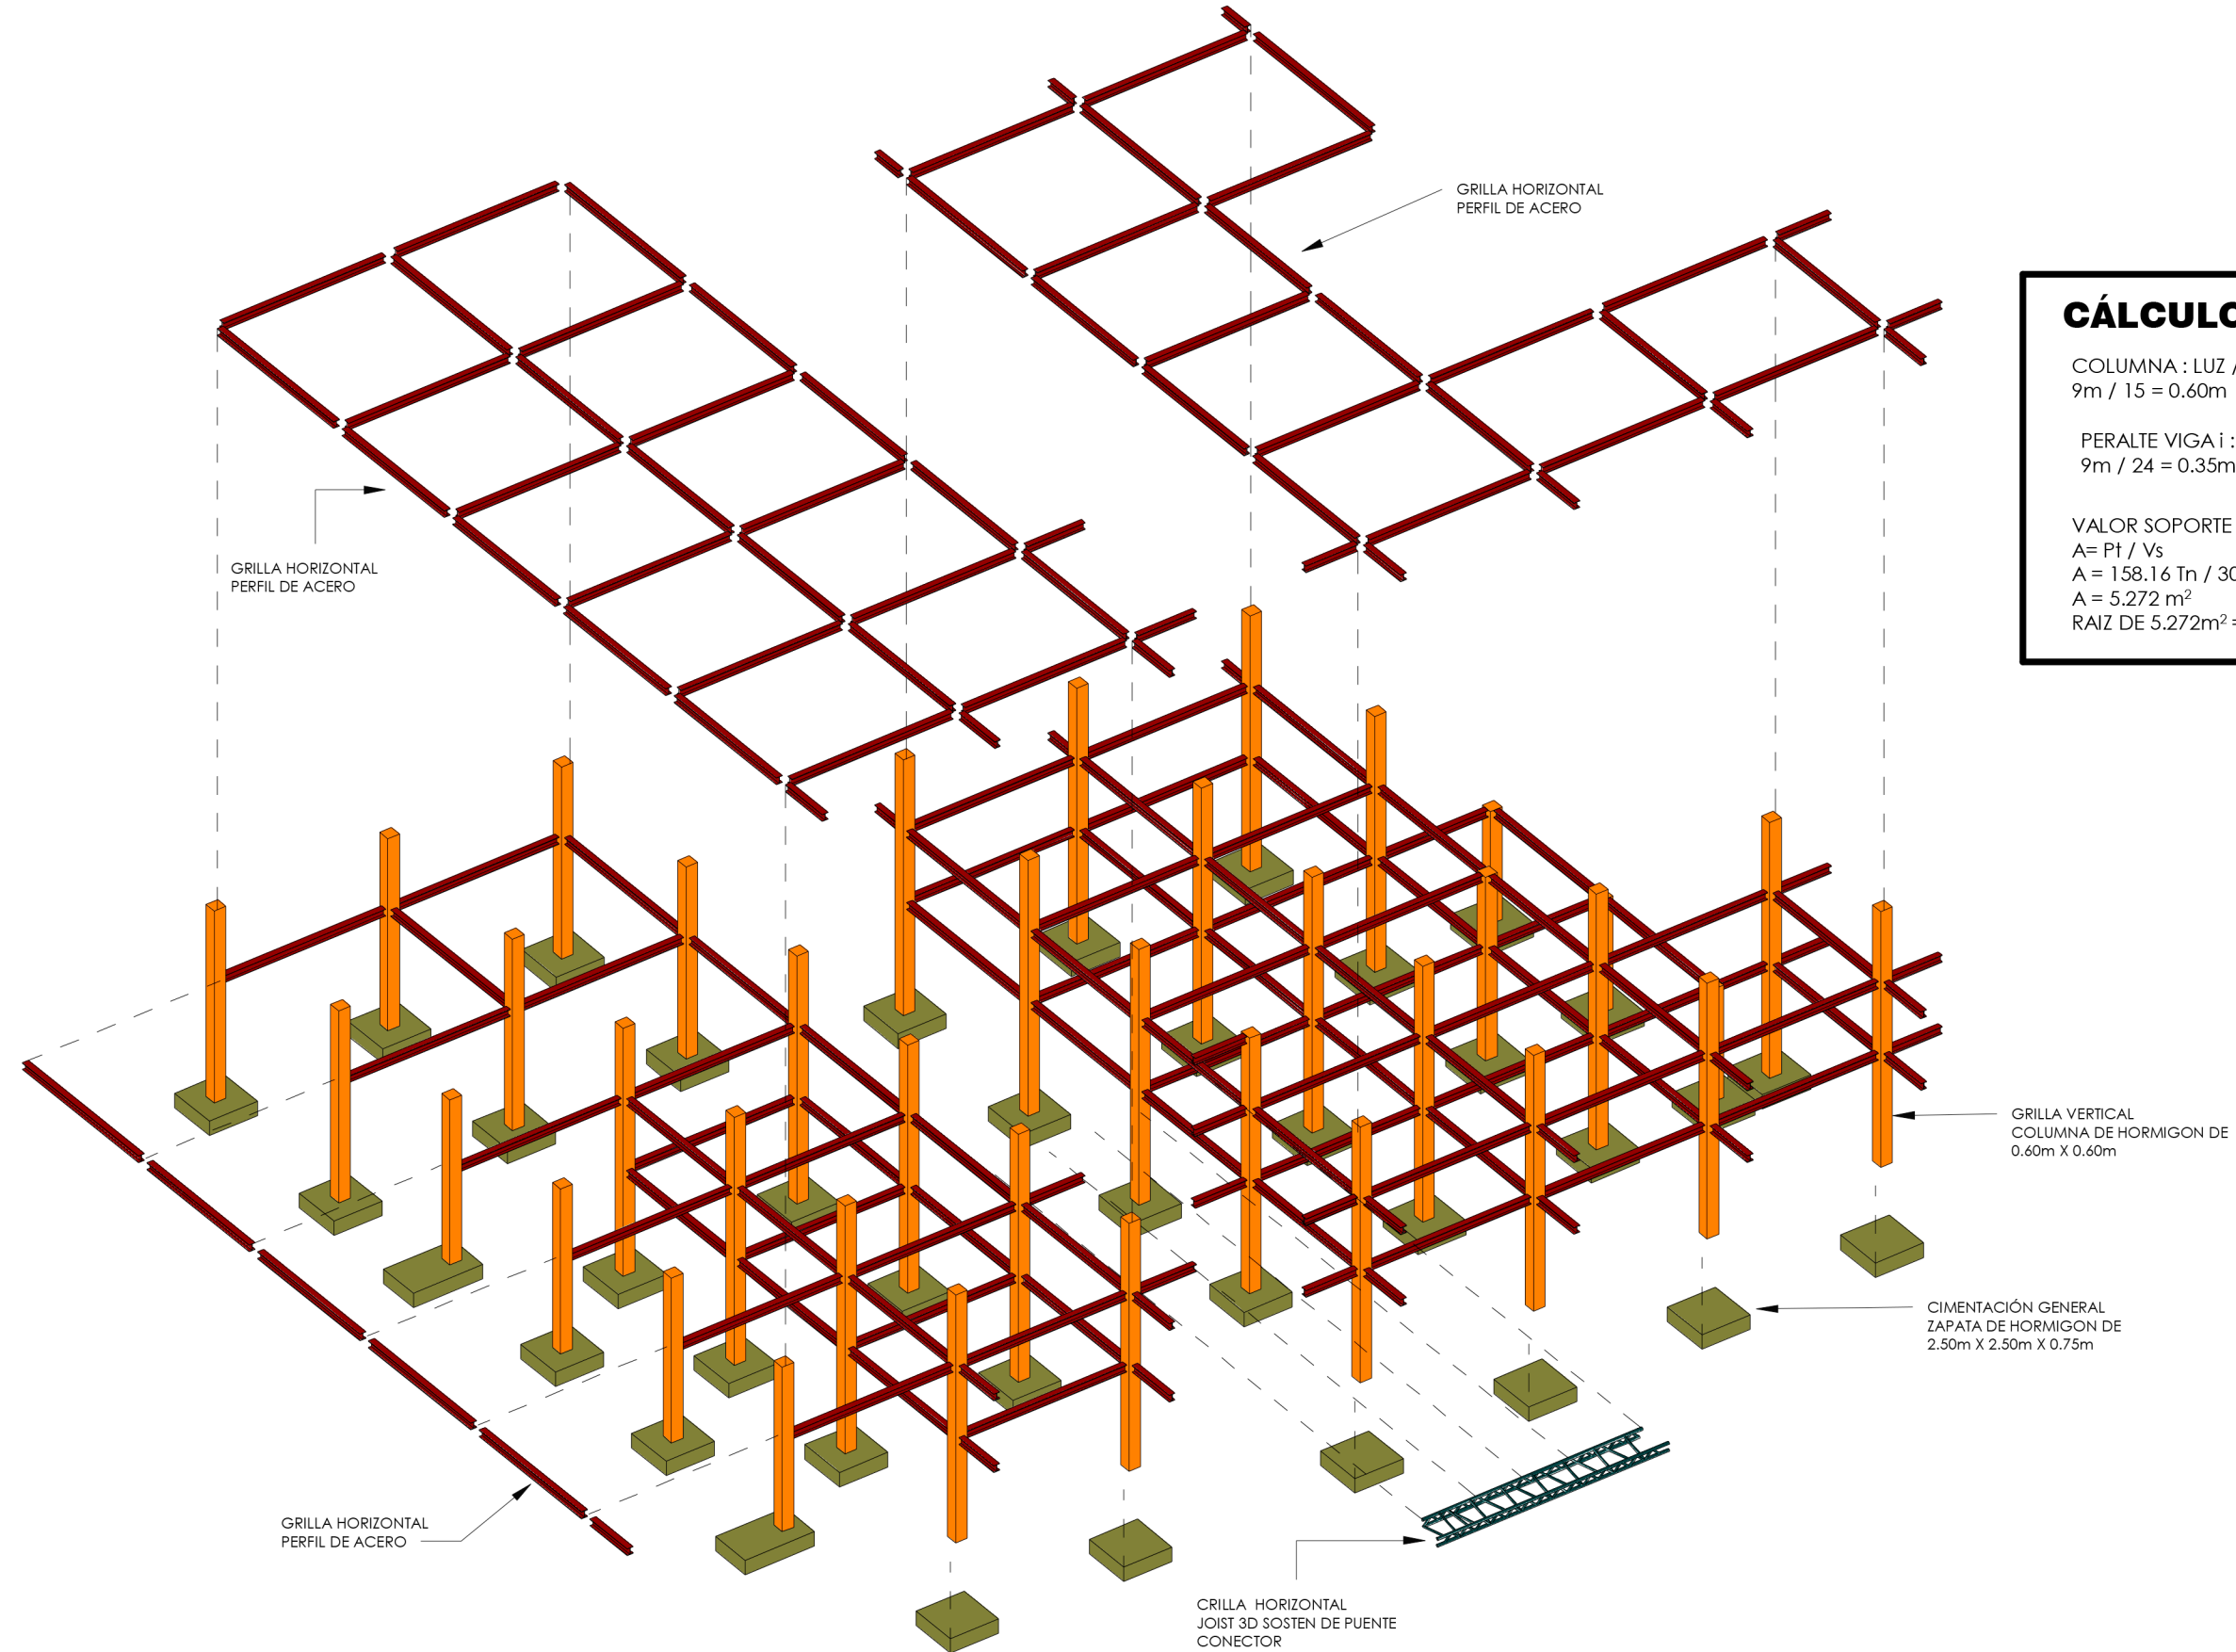 GRILLA HORIZONTAL
PERFIL DE ACERO
GRILLA HORIZONTAL
PERFIL DE ACERO
CÁLCULO
COLUMNA : LUZ /
9m / 15 = 0.60m
PERALTE VIGA i :
9m / 24 = 0.35m
VALOR SOPORTE
A= Pt / Vs
A = 158.16 Tn / 30
A = 5.272 m²
RAIZ DE 5.272m² =
GRILLA VERTICAL
COLUMNA DE HORMIGON DE
0.60m X 0.60m
CIMENTACIÓN GENERAL
ZAPATA DE HORMIGON DE
2.50m X 2.50m X 0.75m
GRILLA HORIZONTAL
PERFIL DE ACERO
CRILLA HORIZONTAL
JOIST 3D SOSTEN DE PUENTE
CONECTOR